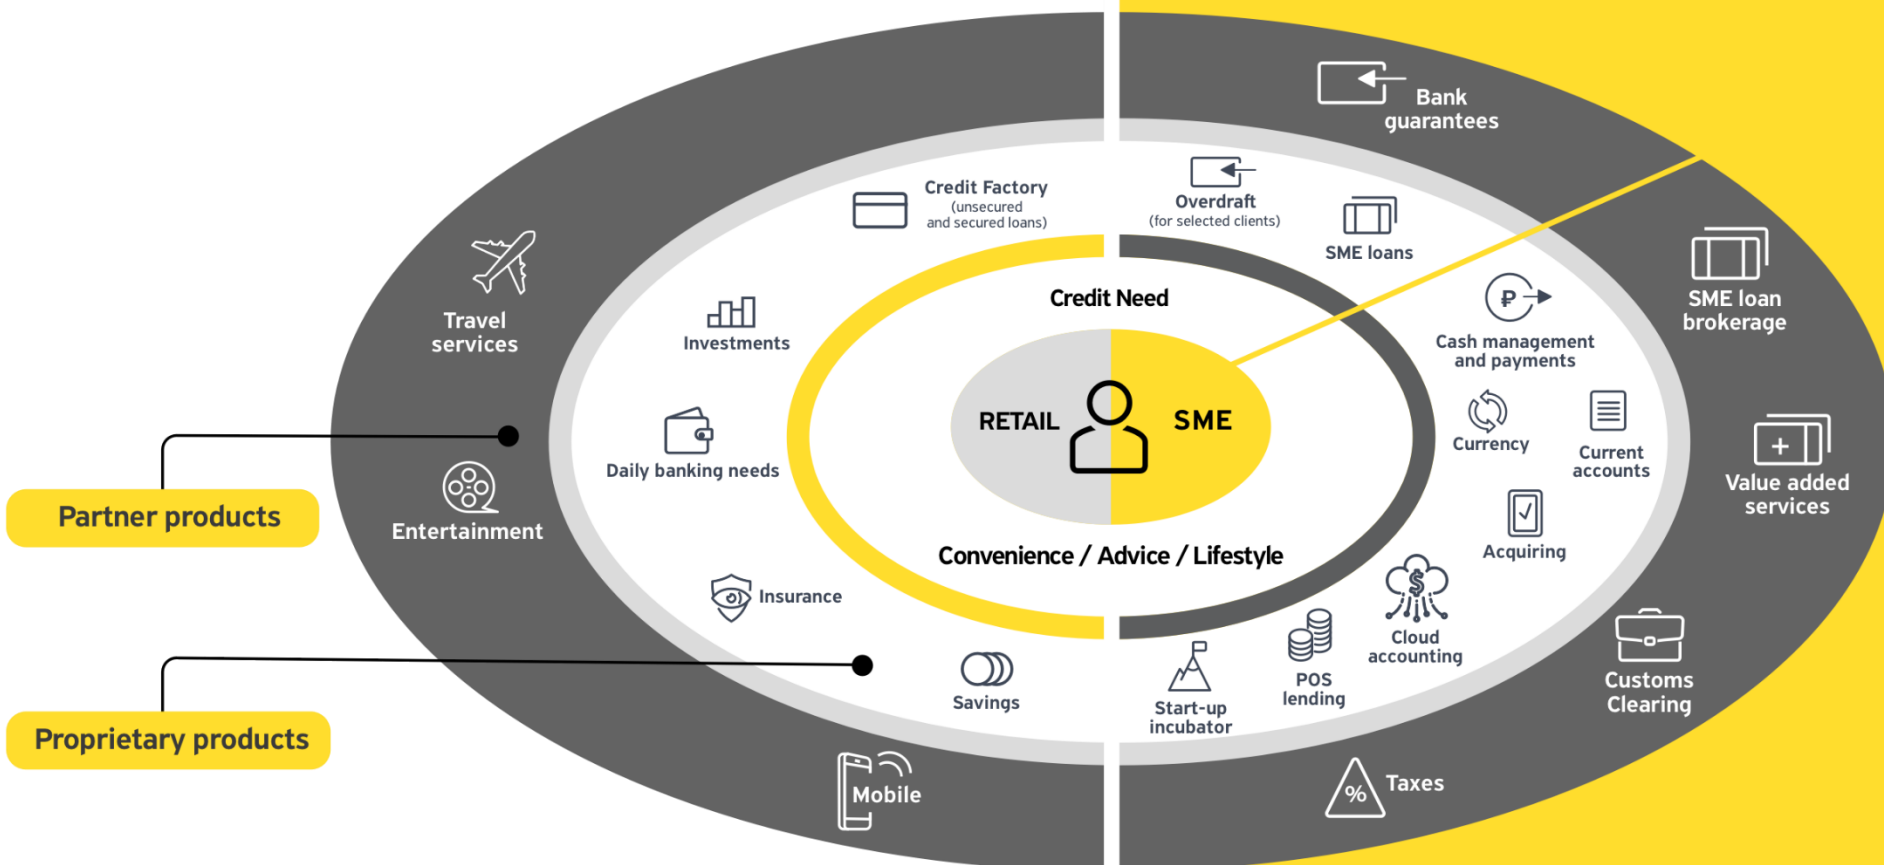 Bank
guarantees
Credit Factory
(unsecured
and secured loans)
Overdraft
(for selected clients)
SME loans
Travel
services
Investments
Credit Need
₽
Cash management
and payments
SME loan
brokerage
Daily banking needs
RETAIL
SME
Currency
Current
accounts
Value added
services
Partner products
Entertainment
Convenience / Advice / Lifestyle
Acquiring
Insurance
$
Cloud
accounting
Savings
Start-up
incubator
POS
lending
Customs
Clearing
Proprietary products
Mobile
%
Taxes